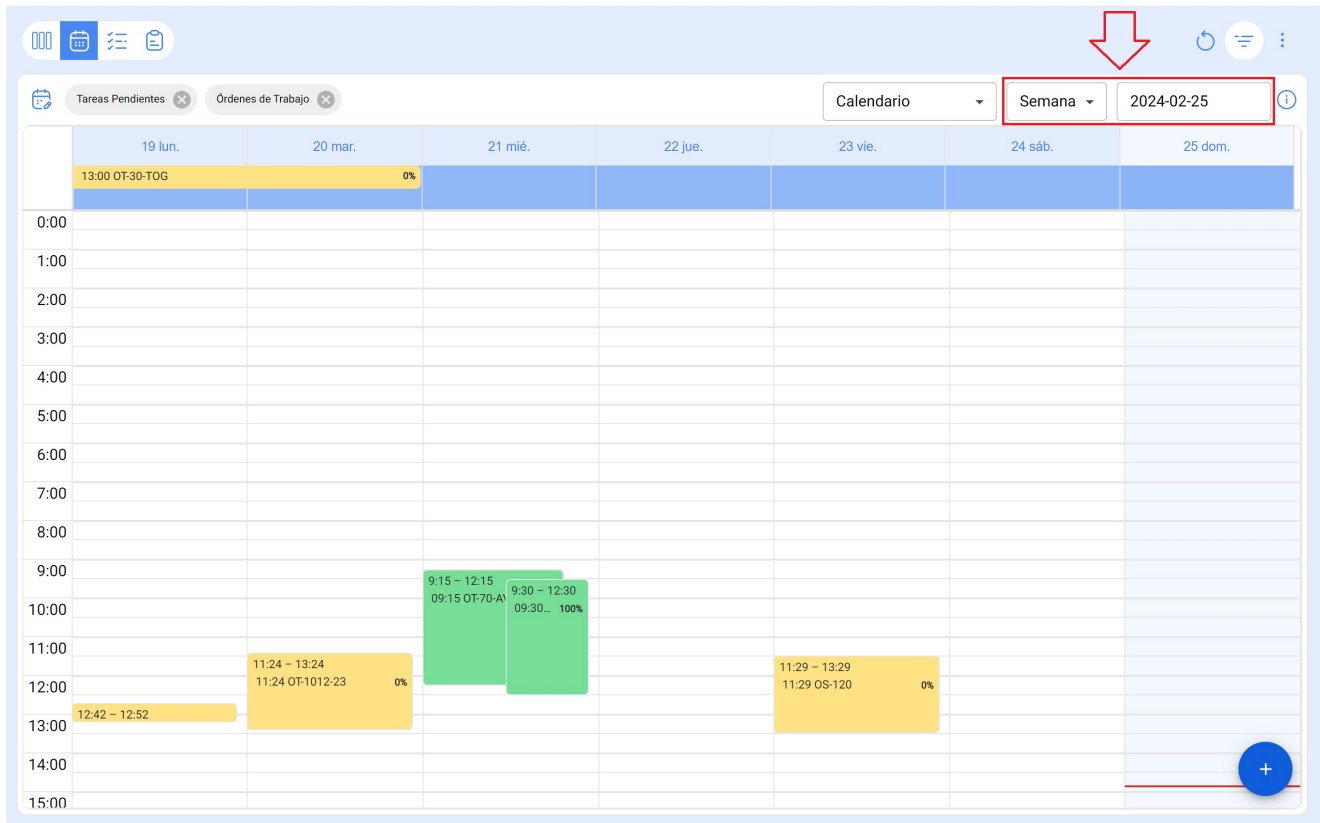 Tareas Pendientes
Órdenes de Trabajo
Calendario
Semana
2024-02-25
19 lun.
20 mar.
21 mié.
22 jue.
23 vie.
24 sáb.
25 dom.
13:00 OT-30-TOG
0%
0:00
1:00
2:00
3:00
4:00
5:00
6:00
7:00
8:00
9:00
9:15 – 12:15
09:15 OT-70-A
9:30 – 12:30
09:30... 100%
10:00
11:00
11:24 – 13:24
11:24 OT-1012-23 0%
11:29 – 13:29
11:29 OS-120 0%
12:00
12:42 – 12:52
13:00
14:00
15:00